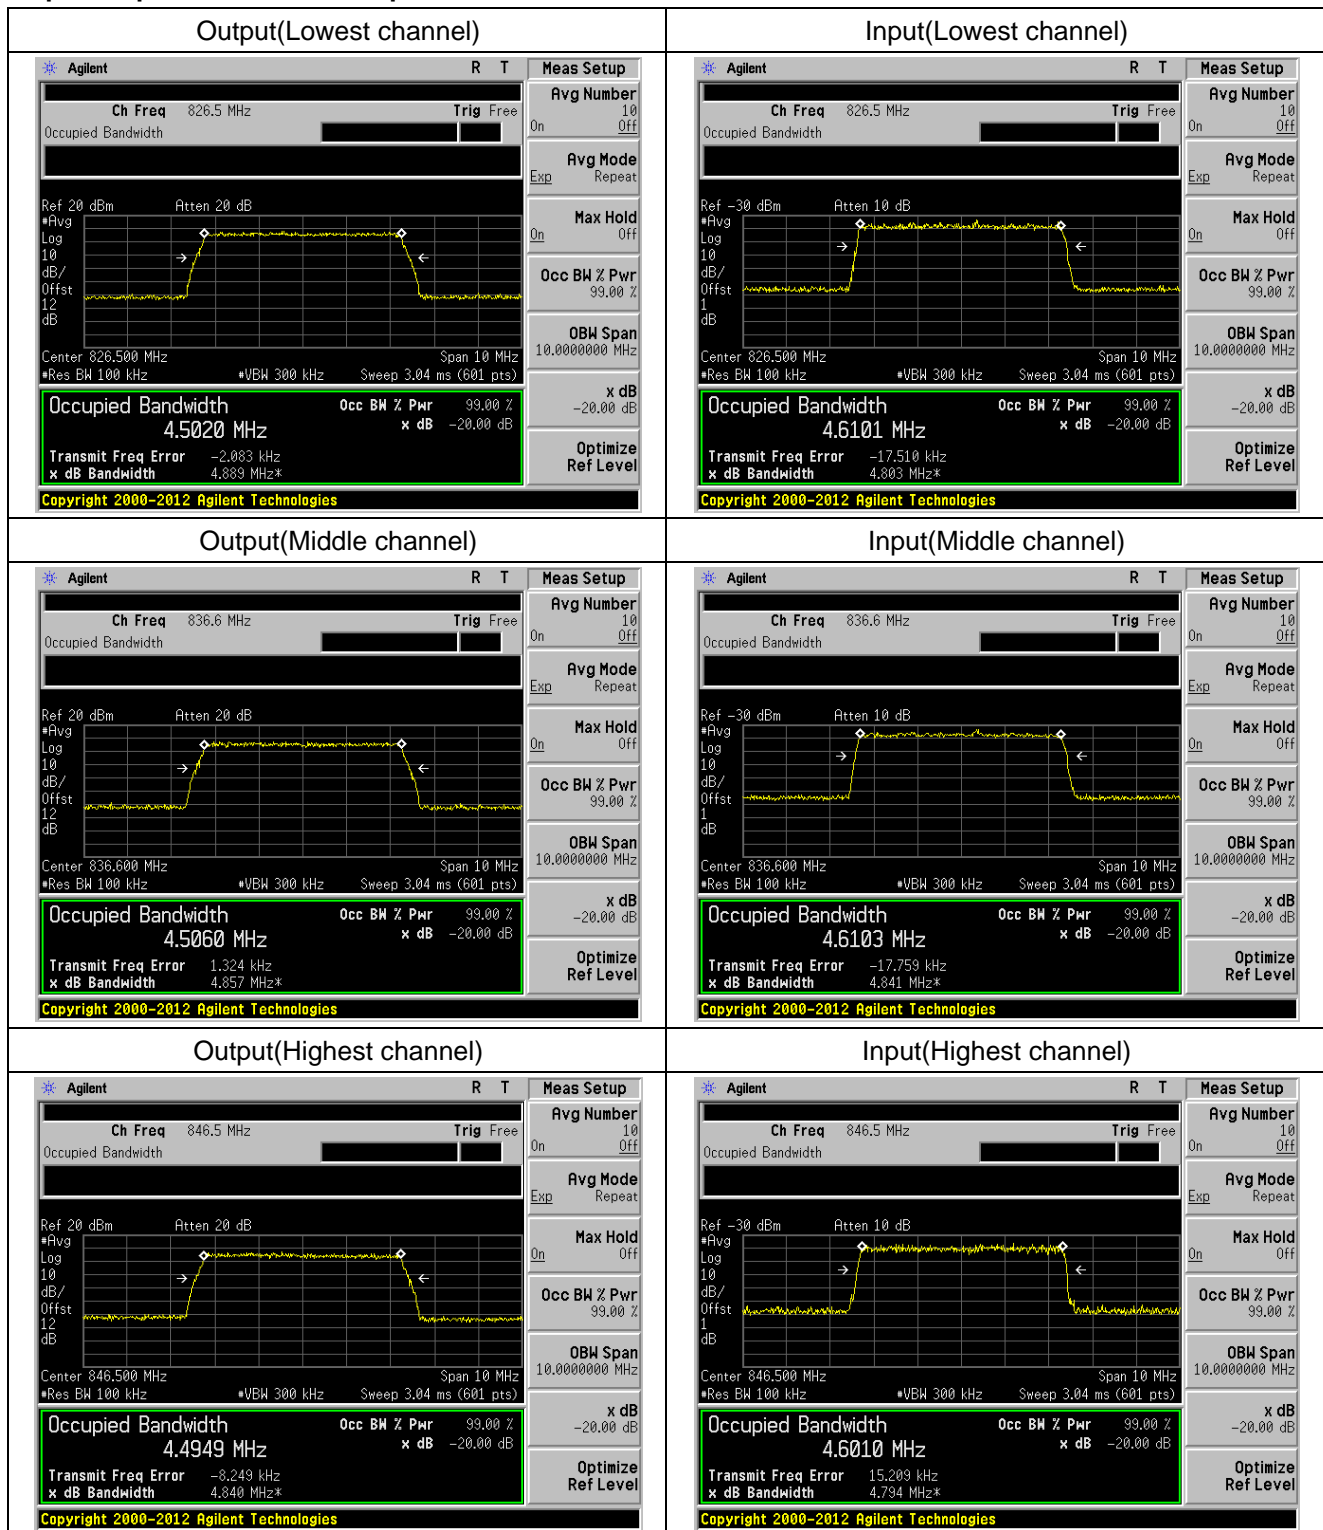 Output(Lowest channel)
Input(Lowest channel)
Agilent R T Meas Setup
Ch Freq 826.5 MHz Trig Free
Occupied Bandwidth
Avg Number
10
On Off
Avg Mode
Exp Repeat
Ref 20 dBm Atten 20 dB
#Avg
Log
10
dB/
Offst
12
dB
Max Hold
On Off
Occ BW % Pwr
99.00 %
OBW Span
10.0000000 MHz
Center 826.500 MHz Span 10 MHz
#Res BW 100 kHz #VBW 300 kHz Sweep 3.04 ms (601 pts)
x dB
-20.00 dB
Occupied Bandwidth Occ BW % Pwr 99.00 %
4.5020 MHz x dB -20.00 dB
Transmit Freq Error -2.083 kHz
x dB Bandwidth 4.889 MHz*
Optimize
Ref Level
Copyright 2000-2012 Agilent Technologies
Agilent R T Meas Setup
Ch Freq 826.5 MHz Trig Free
Occupied Bandwidth
Avg Number
10
On Off
Avg Mode
Exp Repeat
Ref -30 dBm Atten 10 dB
#Avg
Log
10
dB/
Offst
1
dB
Max Hold
On Off
Occ BW % Pwr
99.00 %
OBW Span
10.0000000 MHz
Center 826.500 MHz Span 10 MHz
#Res BW 100 kHz #VBW 300 kHz Sweep 3.04 ms (601 pts)
x dB
-20.00 dB
Occupied Bandwidth Occ BW % Pwr 99.00 %
4.6101 MHz x dB -20.00 dB
Transmit Freq Error -17.510 kHz
x dB Bandwidth 4.803 MHz*
Optimize
Ref Level
Copyright 2000-2012 Agilent Technologies
Output(Middle channel)
Input(Middle channel)
Agilent R T Meas Setup
Ch Freq 836.6 MHz Trig Free
Occupied Bandwidth
Avg Number
10
On Off
Avg Mode
Exp Repeat
Ref 20 dBm Atten 20 dB
#Avg
Log
10
dB/
Offst
12
dB
Max Hold
On Off
Occ BW % Pwr
99.00 %
OBW Span
10.0000000 MHz
Center 836.600 MHz Span 10 MHz
#Res BW 100 kHz #VBW 300 kHz Sweep 3.04 ms (601 pts)
x dB
-20.00 dB
Occupied Bandwidth Occ BW % Pwr 99.00 %
4.5060 MHz x dB -20.00 dB
Transmit Freq Error 1.324 kHz
x dB Bandwidth 4.857 MHz*
Optimize
Ref Level
Copyright 2000-2012 Agilent Technologies
Agilent R T Meas Setup
Ch Freq 836.6 MHz Trig Free
Occupied Bandwidth
Avg Number
10
On Off
Avg Mode
Exp Repeat
Ref -30 dBm Atten 10 dB
#Avg
Log
10
dB/
Offst
1
dB
Max Hold
On Off
Occ BW % Pwr
99.00 %
OBW Span
10.0000000 MHz
Center 836.600 MHz Span 10 MHz
#Res BW 100 kHz #VBW 300 kHz Sweep 3.04 ms (601 pts)
x dB
-20.00 dB
Occupied Bandwidth Occ BW % Pwr 99.00 %
4.6103 MHz x dB -20.00 dB
Transmit Freq Error -17.759 kHz
x dB Bandwidth 4.841 MHz*
Optimize
Ref Level
Copyright 2000-2012 Agilent Technologies
Output(Highest channel)
Input(Highest channel)
Agilent R T Meas Setup
Ch Freq 846.5 MHz Trig Free
Occupied Bandwidth
Avg Number
10
On Off
Avg Mode
Exp Repeat
Ref 20 dBm Atten 20 dB
#Avg
Log
10
dB/
Offst
12
dB
Max Hold
On Off
Occ BW % Pwr
99.00 %
OBW Span
10.0000000 MHz
Center 846.500 MHz Span 10 MHz
#Res BW 100 kHz #VBW 300 kHz Sweep 3.04 ms (601 pts)
x dB
-20.00 dB
Occupied Bandwidth Occ BW % Pwr 99.00 %
4.4949 MHz x dB -20.00 dB
Transmit Freq Error -8.249 kHz
x dB Bandwidth 4.840 MHz*
Optimize
Ref Level
Copyright 2000-2012 Agilent Technologies
Agilent R T Meas Setup
Ch Freq 846.5 MHz Trig Free
Occupied Bandwidth
Avg Number
10
On Off
Avg Mode
Exp Repeat
Ref -30 dBm Atten 10 dB
#Avg
Log
10
dB/
Offst
1
dB
Max Hold
On Off
Occ BW % Pwr
99.00 %
OBW Span
10.0000000 MHz
Center 846.500 MHz Span 10 MHz
#Res BW 100 kHz #VBW 300 kHz Sweep 3.04 ms (601 pts)
x dB
-20.00 dB
Occupied Bandwidth Occ BW % Pwr 99.00 %
4.6010 MHz x dB -20.00 dB
Transmit Freq Error 15.209 kHz
x dB Bandwidth 4.794 MHz*
Optimize
Ref Level
Copyright 2000-2012 Agilent Technologies